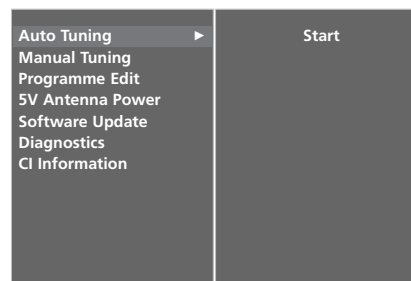 Auto Tuning ►
Start
Manual Tuning
Programme Edit
5V Antenna Power
Software Update
Diagnostics
CI Information